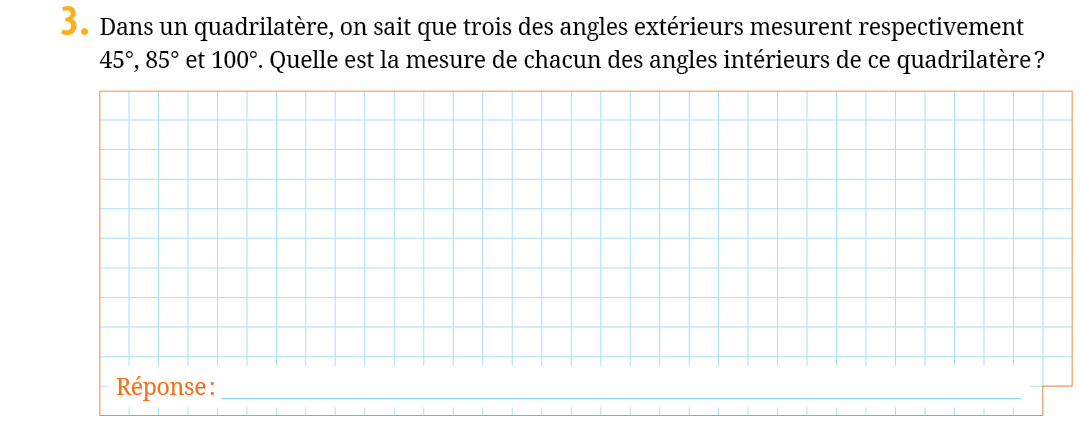 3. Dans un quadrilatère, on sait que trois des angles extérieurs mesurent respectivement
45°, 85° et 100°. Quelle est la mesure de chacun des angles intérieurs de ce quadrilatère ?
Réponse :